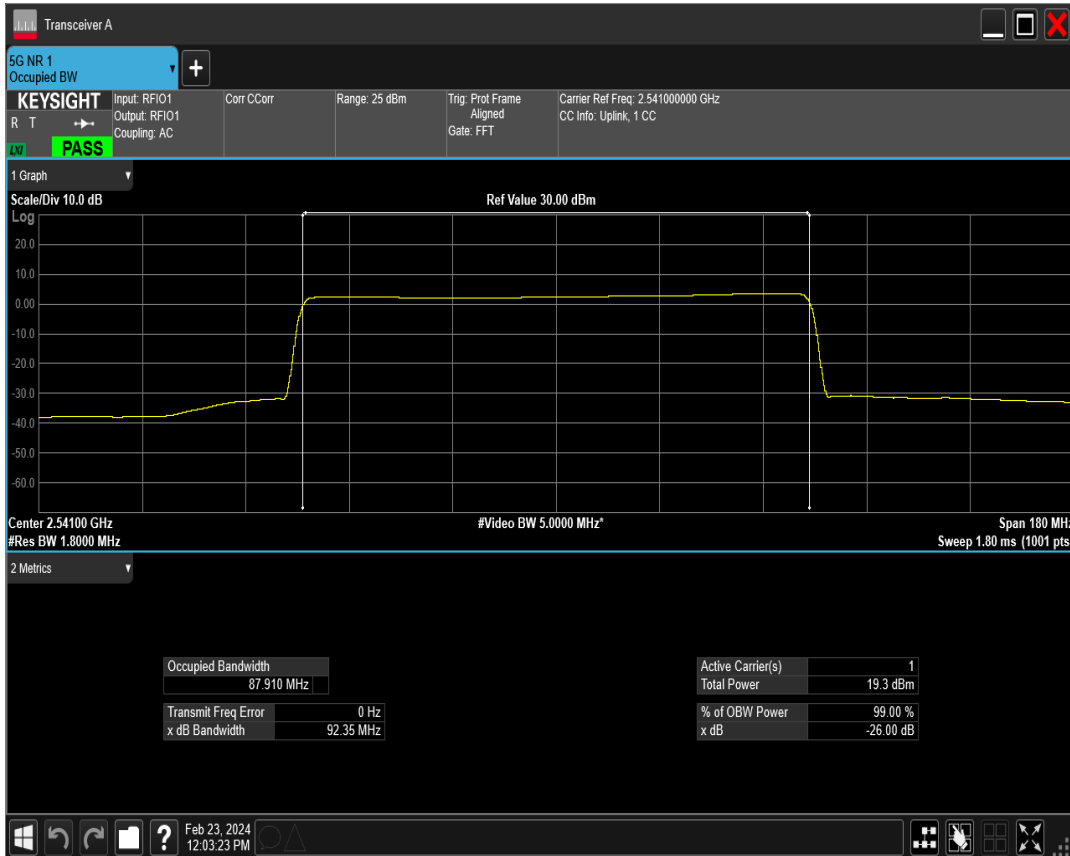 Transceiver A
5G NR 1
Occupied BW
KEYSIGHT
R T
LXI
PASS
Input: RFIO1
Output: RFIO1
Coupling: AC
Corr CCorr
Range: 25 dBm
Trig: Prot Frame
Aligned
Gate: FFT
Carrier Ref Freq: 2.541000000 GHz
CC Info: Uplink, 1 CC
1 Graph
Scale/Div 10.0 dB
Ref Value 30.00 dBm
Log
20.0
10.0
0.00
-10.0
-20.0
-30.0
-40.0
-50.0
-60.0
Center 2.54100 GHz
#Video BW 5.0000 MHz*
Span 180 MHz
#Res BW 1.8000 MHz
Sweep 1.80 ms (1001 pts
2 Metrics
Occupied Bandwidth
87.910 MHz
Transmit Freq Error 0 Hz
x dB Bandwidth 92.35 MHz
Active Carrier(s) 1
Total Power 19.3 dBm
% of OBW Power 99.00 %
x dB -26.00 dB
?
Feb 23, 2024
12:03:23 PM